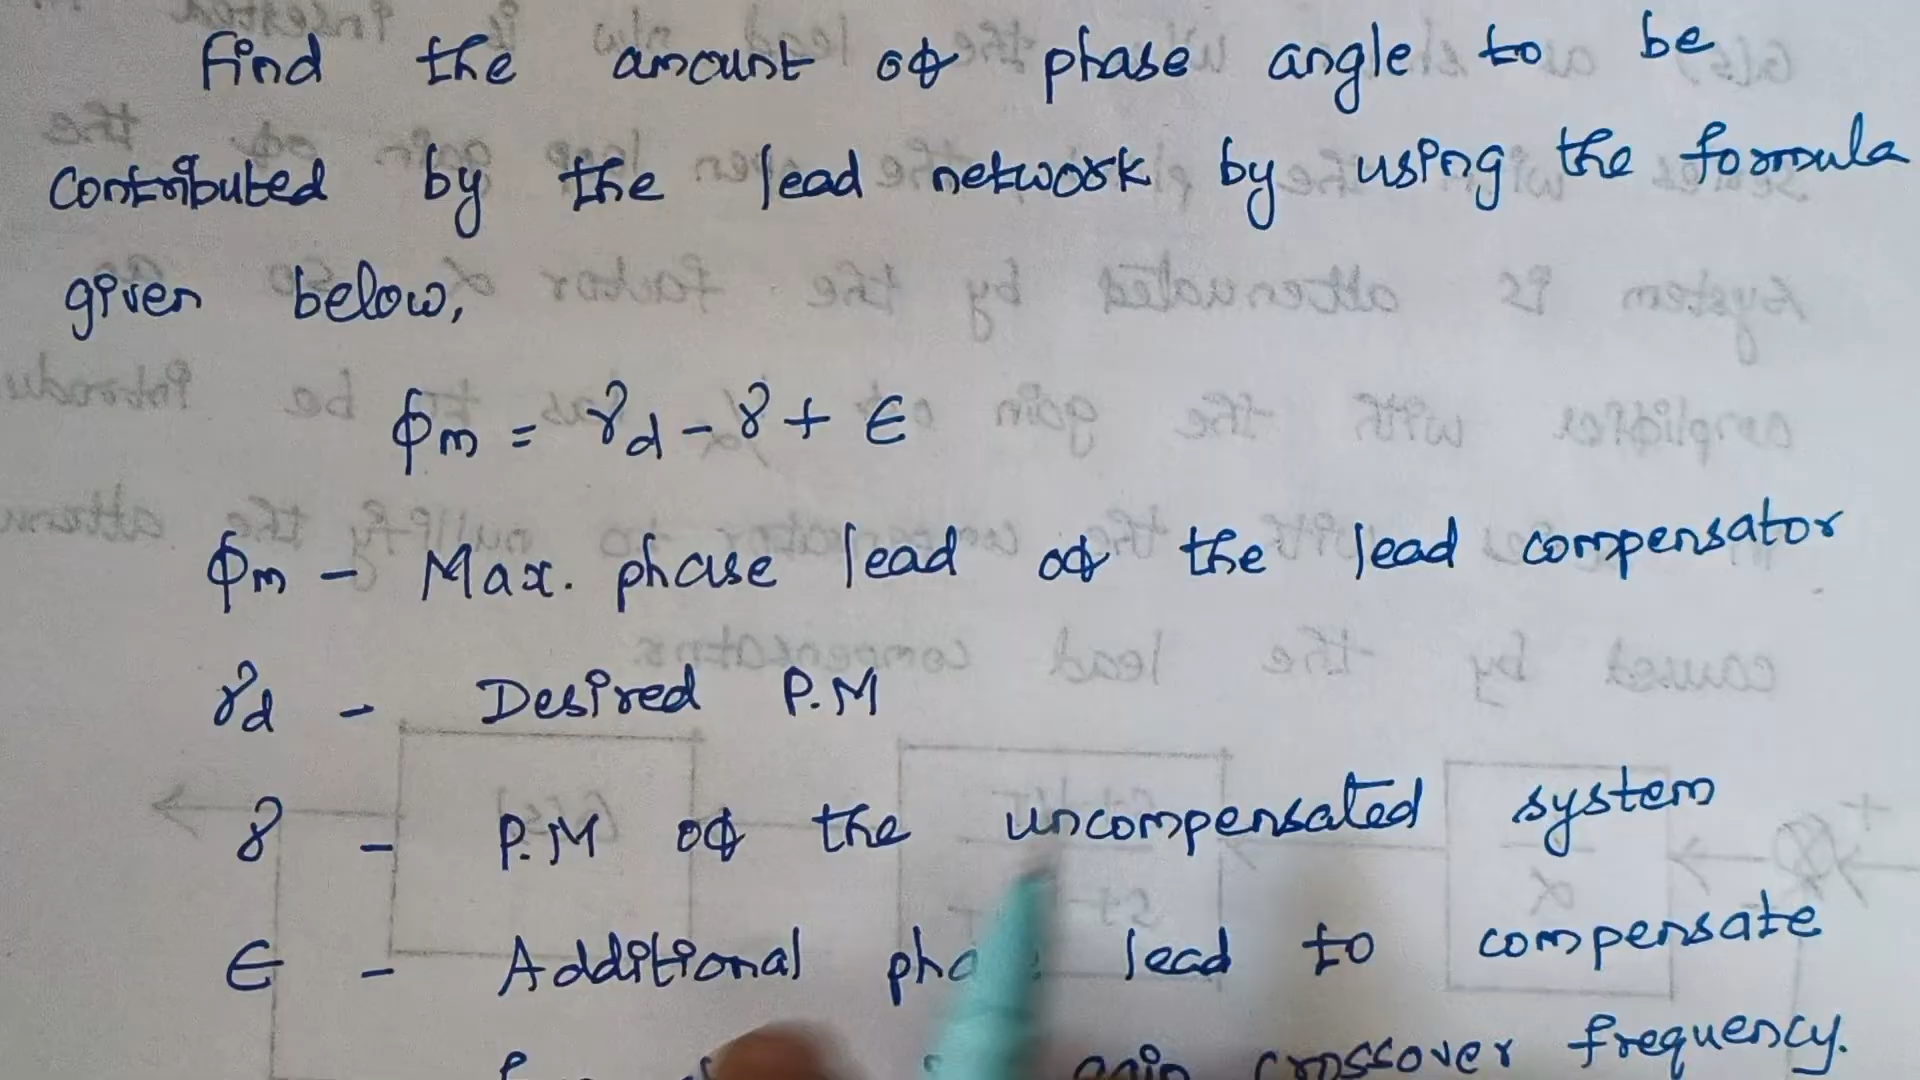 Find the amount of phase angle to be
contributed by the lead network by using the formula
given below,
ϕm = γd - γ + ϵ
ϕm - Max. phase lead of the lead compensator
γd - Desired P.M
γ - P.M of the uncompensated system
ϵ - Additional lead to compensate
gain crossover frequency.